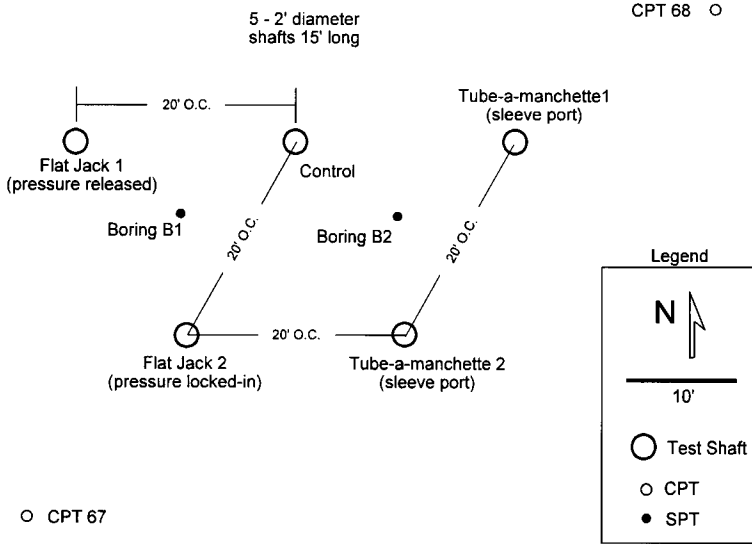 5 - 2' diameter
shafts 15' long
CPT 68
20' O.C.
Tube-a-manchette1
(sleeve port)
Flat Jack 1
(pressure released)
Control
Boring B1
Boring B2
20' O.C.
20' O.C.
20' O.C.
Flat Jack 2
(pressure locked-in)
Tube-a-manchette 2
(sleeve port)
CPT 67
Legend
N
10'
Test Shaft
CPT
SPT